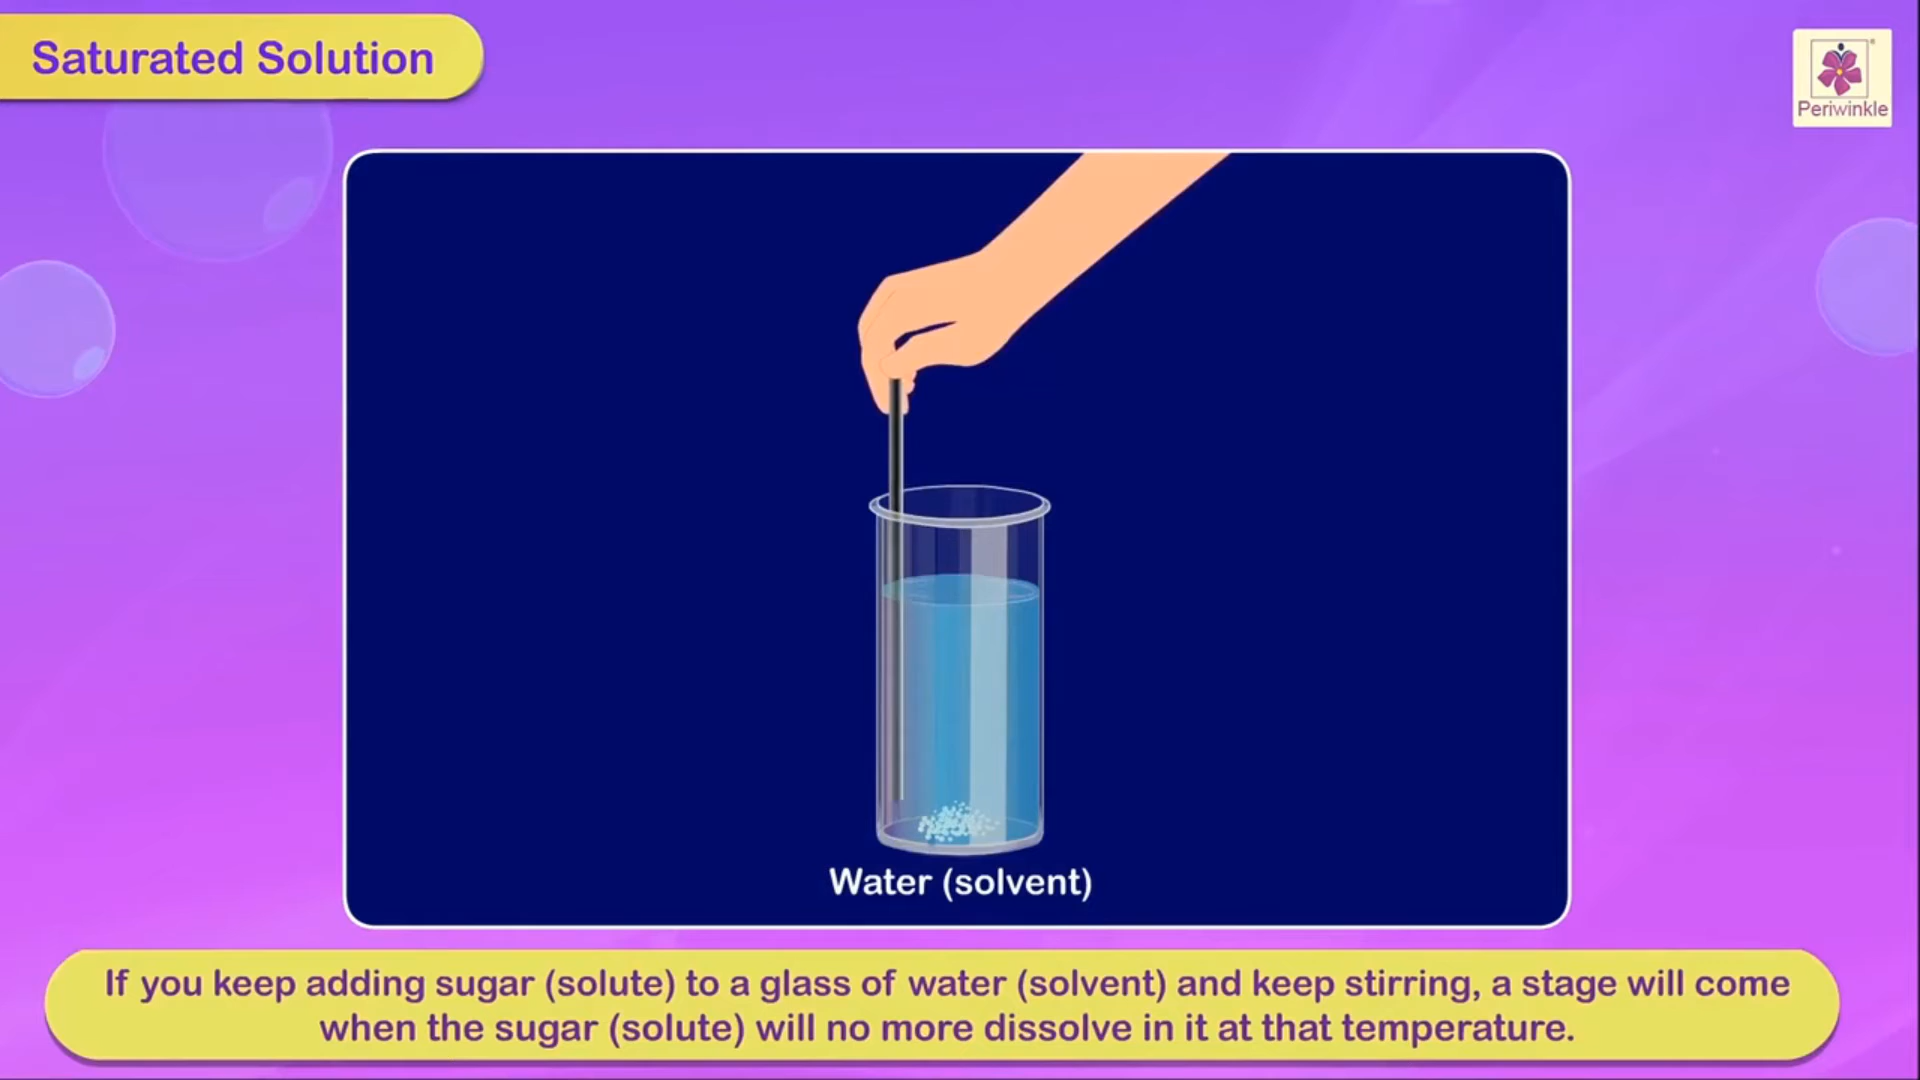 Saturated Solution
Periwinkle
Water (solvent)
If you keep adding sugar (solute) to a glass of water (solvent) and keep stirring, a stage will come
when the sugar (solute) will no more dissolve in it at that temperature.